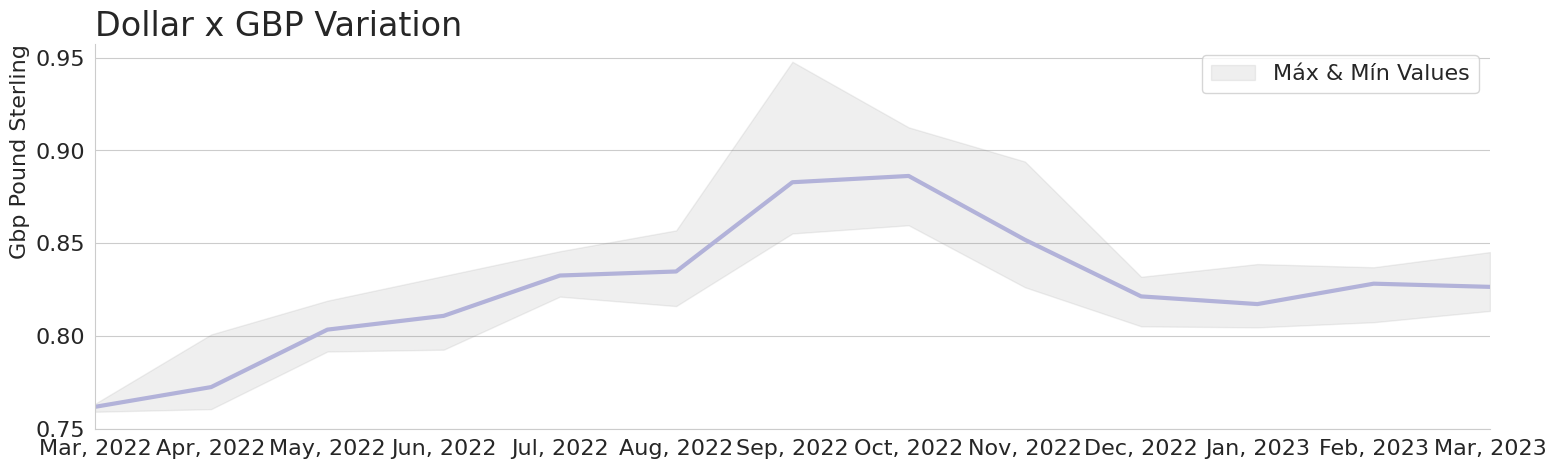 Dollar x GBP Variation
Gbp Pound Sterling
0.95
0.90
0.85
0.80
0.75
Máx & Mín Values
Mar, 2022 Apr, 2022 May, 2022 Jun, 2022 Jul, 2022 Aug, 2022 Sep, 2022 Oct, 2022 Nov, 2022 Dec, 2022 Jan, 2023 Feb, 2023 Mar, 2023